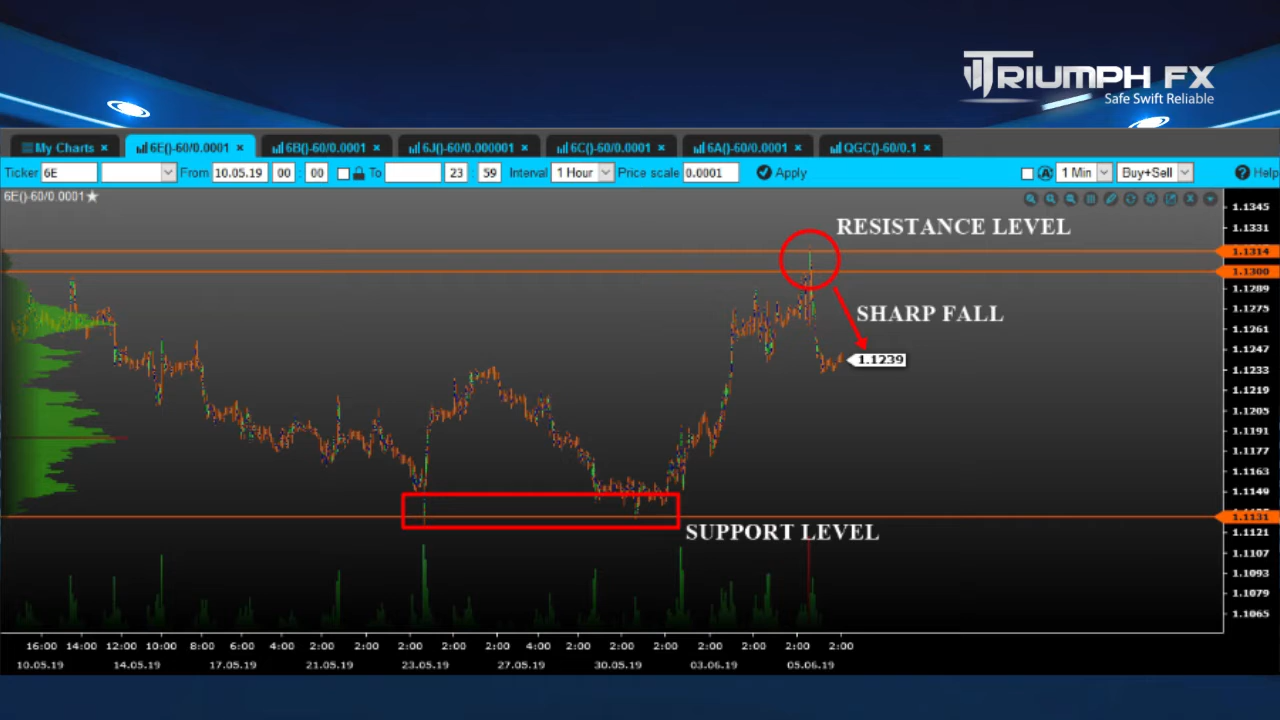 TRIUMPH FX
Safe Swift Reliable
My Charts × 6E()-60/0.0001 × 6B()-60/0.0001 × 6J()-60/0.000001 × 6C()-60/0.0001 × 6A()-60/0.0001 × QGC()-60/0.1 ×
Ticker 6E From 10.05.19 00 : 00 To 23 : 59 Interval 1 Hour Price scale 0.0001 Apply 1 Min Buy+Sell Help
6E()-60/0.0001★
1.1345
RESISTANCE LEVEL
1.1331
1.1314
1.1300
1.1289
SHARP FALL
1.1275
1.1261
1.1247
1.1239
1.1233
1.1219
1.1205
1.1191
1.1177
1.1163
1.1149
1.1131
SUPPORT LEVEL
1.1121
1.1107
1.1093
1.1079
1.1065
16:00 14:00 12:00 10:00 8:00 6:00 4:00 2:00 2:00 2:00 2:00 2:00 4:00 2:00 2:00 2:00 2:00 2:00 2:00 2:00
10.05.19 14.05.19 17.05.19 21.05.19 23.05.19 27.05.19 30.05.19 03.06.19 05.06.19